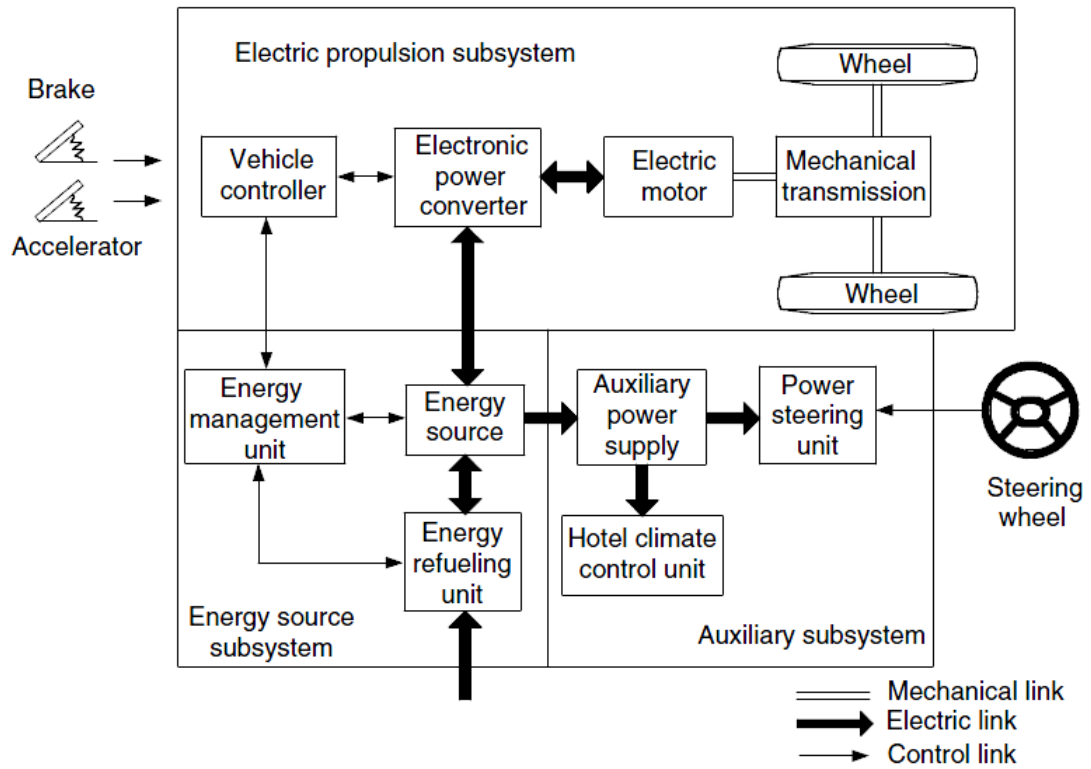 Electric propulsion subsystem
Brake
Accelerator
Vehicle
controller
Electronic
power
converter
Electric
motor
Mechanical
transmission
Wheel
Wheel
Energy
management
unit
Energy
source
Energy
refueling
unit
Energy source
subsystem
Auxiliary
power
supply
Power
steering
unit
Hotel climate
control unit
Auxiliary subsystem
Steering
wheel
Mechanical link
Electric link
Control link